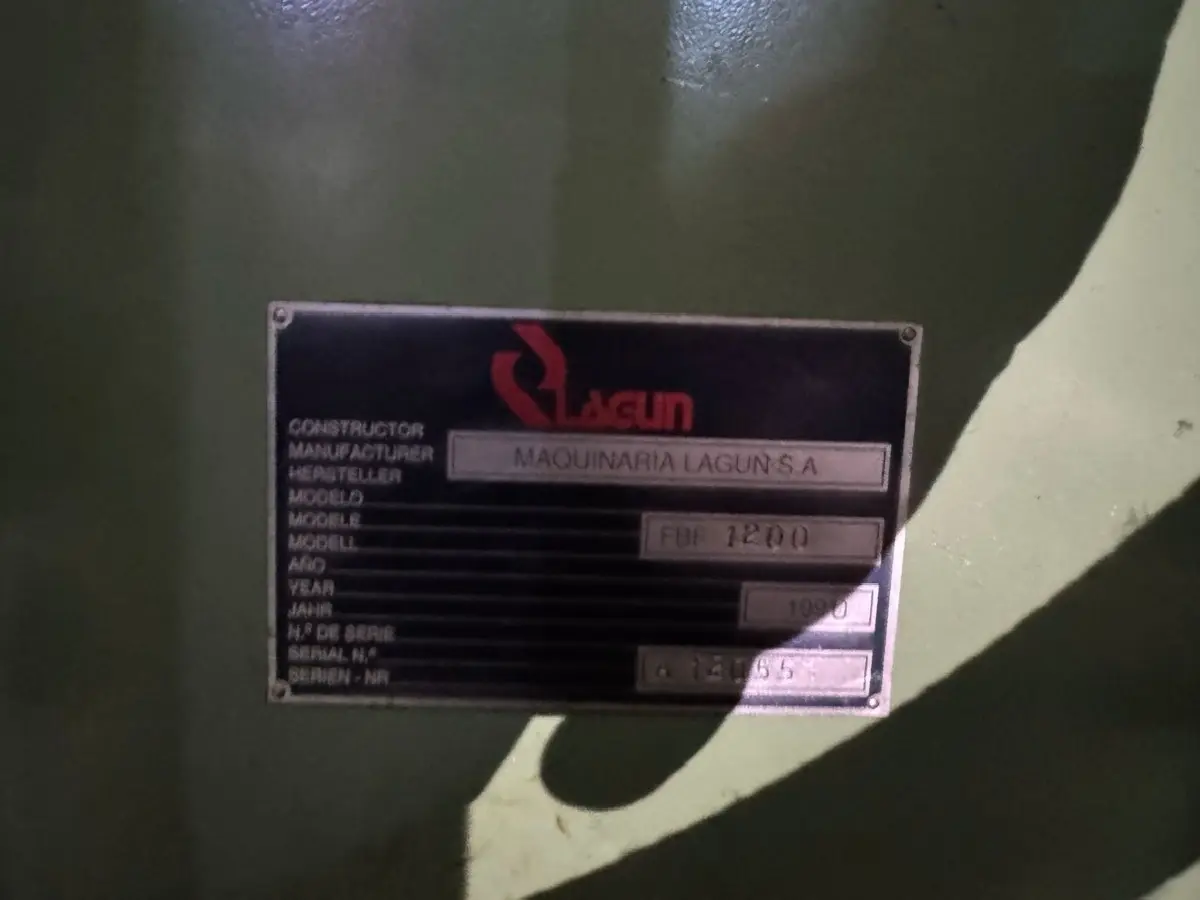 LAGUN
CONSTRUCTOR
MANUFACTURER
HERSTELLER
MAQUINARIA LAGUN S.A
MODELO
MODELE
MODELL
FBF 1200
AÑO
YEAR
JAHR
1990
N.º DE SERIE
SERIAL N.º
SERIEN - NR